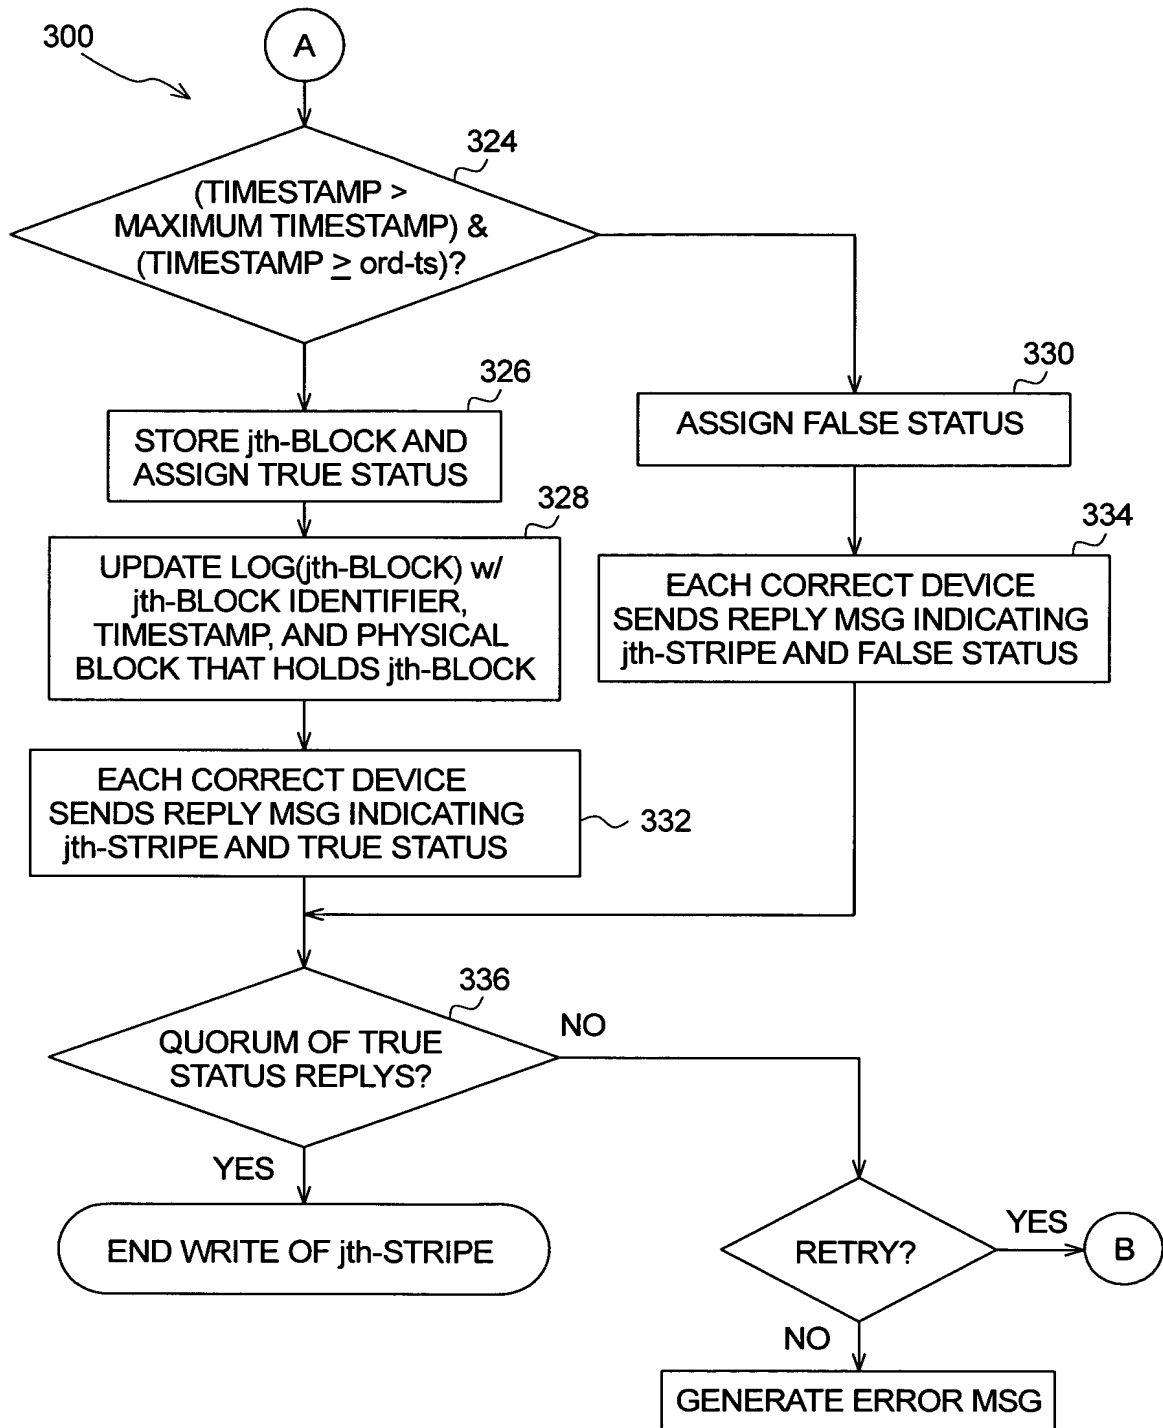 300
A
324
(TIMESTAMP >
MAXIMUM TIMESTAMP) &
(TIMESTAMP ≥ ord-ts)?
326
STORE jth-BLOCK AND
ASSIGN TRUE STATUS
330
ASSIGN FALSE STATUS
328
UPDATE LOG(jth-BLOCK) w/
jth-BLOCK IDENTIFIER,
TIMESTAMP, AND PHYSICAL
BLOCK THAT HOLDS jth-BLOCK
334
EACH CORRECT DEVICE
SENDS REPLY MSG INDICATING
jth-STRIPE AND FALSE STATUS
EACH CORRECT DEVICE
SENDS REPLY MSG INDICATING
jth-STRIPE AND TRUE STATUS
332
336
QUORUM OF TRUE
STATUS REPLYS?
NO
YES
END WRITE OF jth-STRIPE
RETRY?
YES
B
NO
GENERATE ERROR MSG